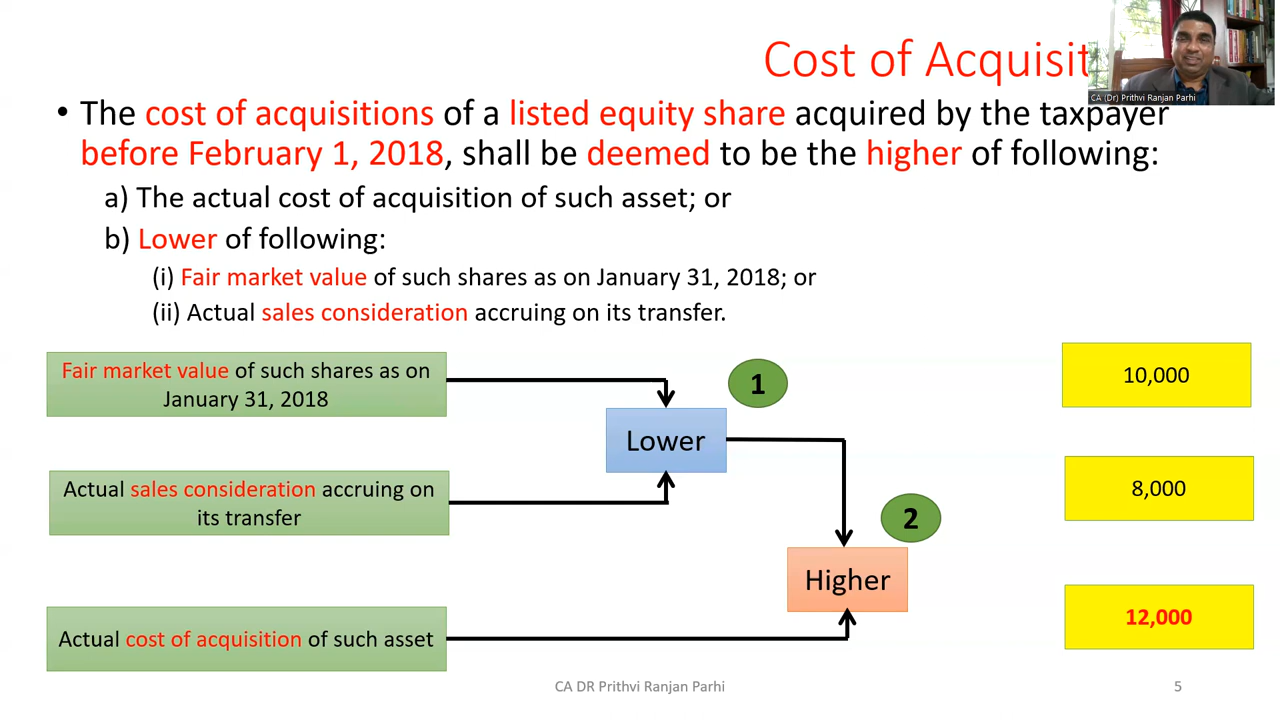 Cost of Acquisit
CA (Dr) Prithvi Ranjan Parhi
• The cost of acquisitions of a listed equity share acquired by the taxpayer
before February 1, 2018, shall be deemed to be the higher of following:
a) The actual cost of acquisition of such asset; or
b) Lower of following:
(i) Fair market value of such shares as on January 31, 2018; or
(ii) Actual sales consideration accruing on its transfer.
Fair market value of such shares as on
January 31, 2018
1
10,000
Lower
Actual sales consideration accruing on
its transfer
8,000
2
Higher
Actual cost of acquisition of such asset
12,000
CA DR Prithvi Ranjan Parhi
5